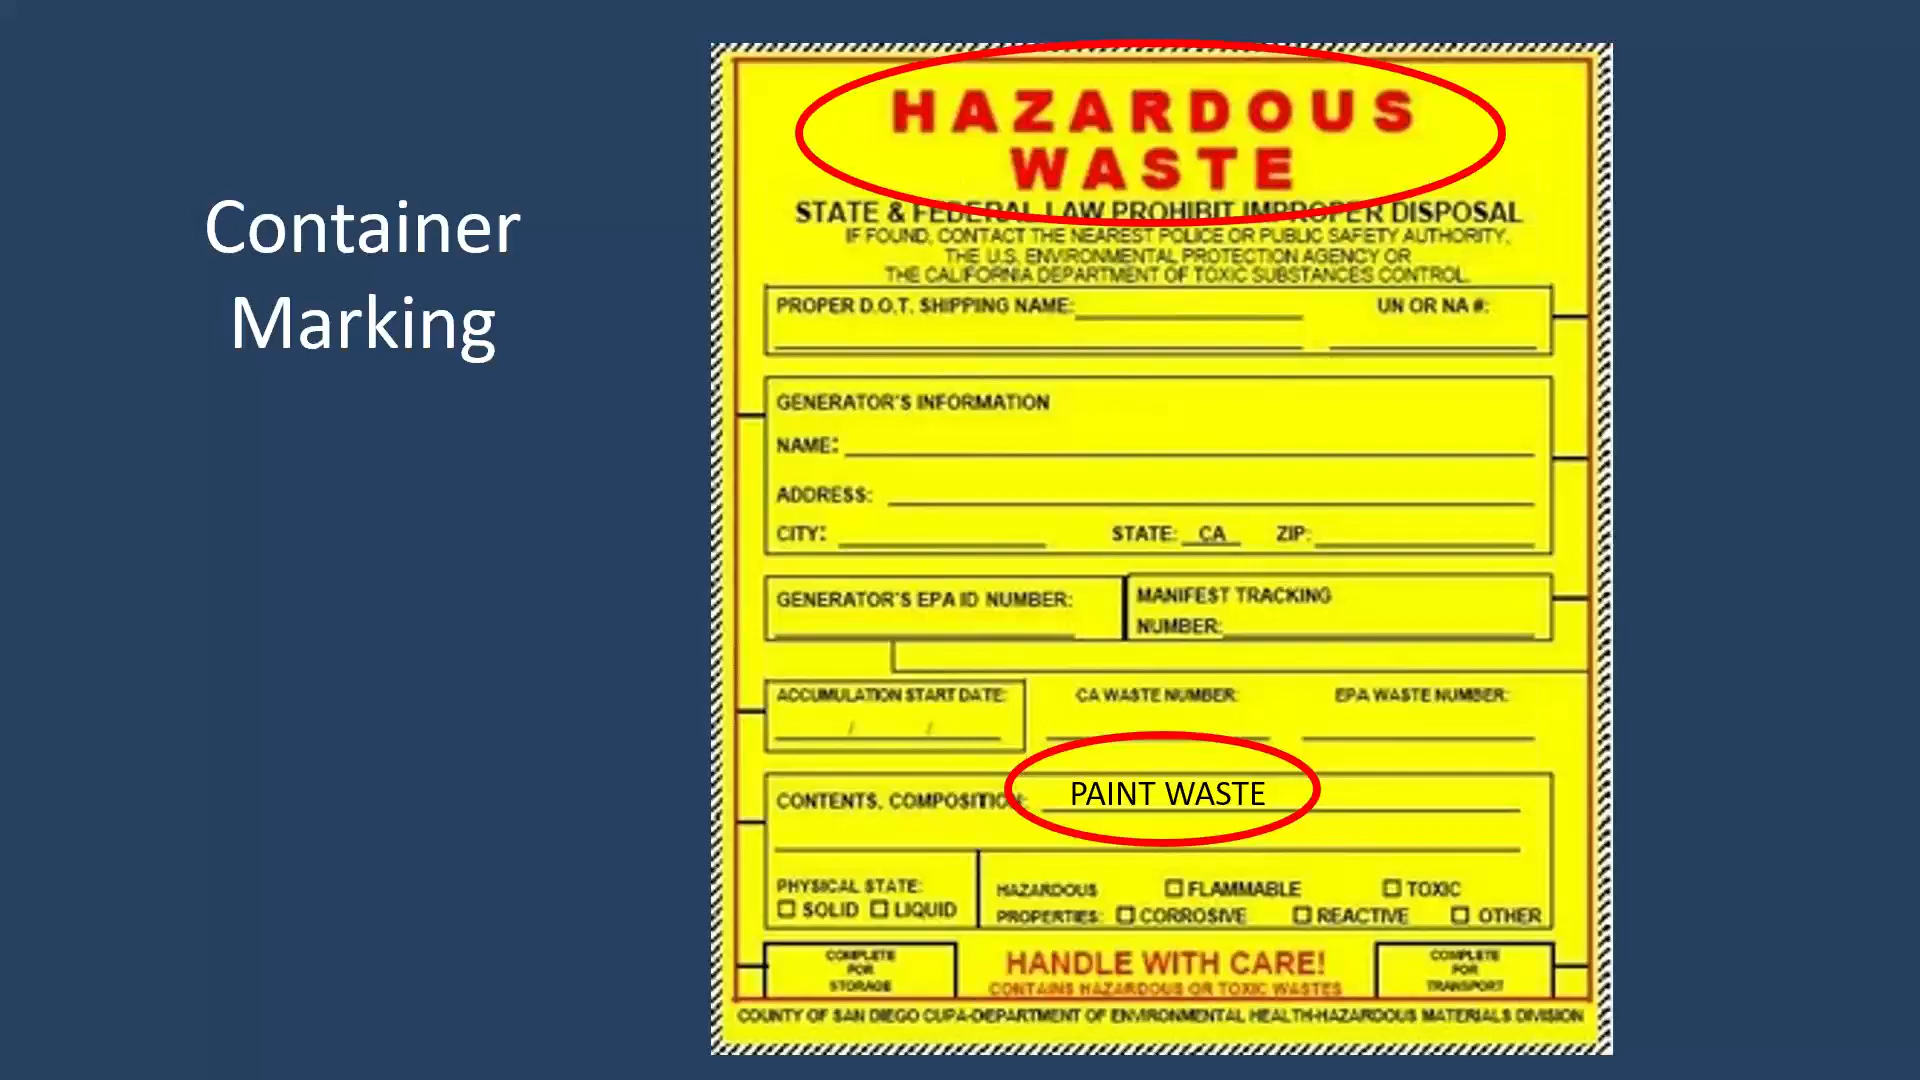 Container
Marking
HAZARDOUS
WASTE
STATE & FEDERAL LAW PROHIBIT IMPROPER DISPOSAL
IF FOUND, CONTACT THE NEAREST POLICE OR PUBLIC SAFETY AUTHORITY,
THE U.S. ENVIRONMENTAL PROTECTION AGENCY OR
THE CALIFORNIA DEPARTMENT OF TOXIC SUBSTANCES CONTROL.
PROPER D.O.T. SHIPPING NAME: UN OR NA #:
GENERATOR'S INFORMATION
NAME:
ADDRESS:
CITY: STATE: CA ZIP:
GENERATOR'S EPA ID NUMBER:
MANIFEST TRACKING
NUMBER:
ACCUMULATION START DATE: CA WASTE NUMBER: EPA WASTE NUMBER:
/ /
CONTENTS, COMPOSITION: PAINT WASTE
PHYSICAL STATE:
SOLID LIQUID
HAZARDOUS FLAMMABLE TOXIC
PROPERTIES: CORROSIVE REACTIVE OTHER
COMPLETE
FOR
STORAGE
HANDLE WITH CARE!
CONTAINS HAZARDOUS OR TOXIC WASTES
COMPLETE
FOR
TRANSPORT
COUNTY OF SAN DIEGO CUPA-DEPARTMENT OF ENVIRONMENTAL HEALTH-HAZARDOUS MATERIALS DIVISION